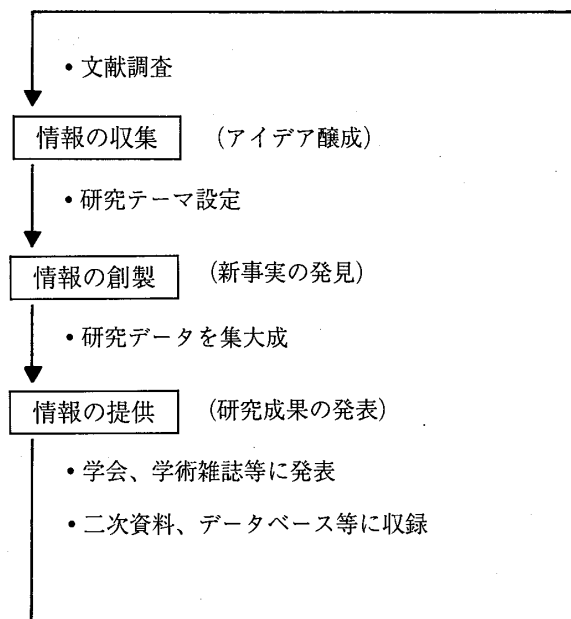 ・文献調査
情報の収集 (アイデア醸成)
・研究テーマ設定
情報の創製 (新事実の発見)
・研究データを集大成
情報の提供 (研究成果の発表)
・学会、学術雑誌等に発表
・二次資料、データベース等に収録